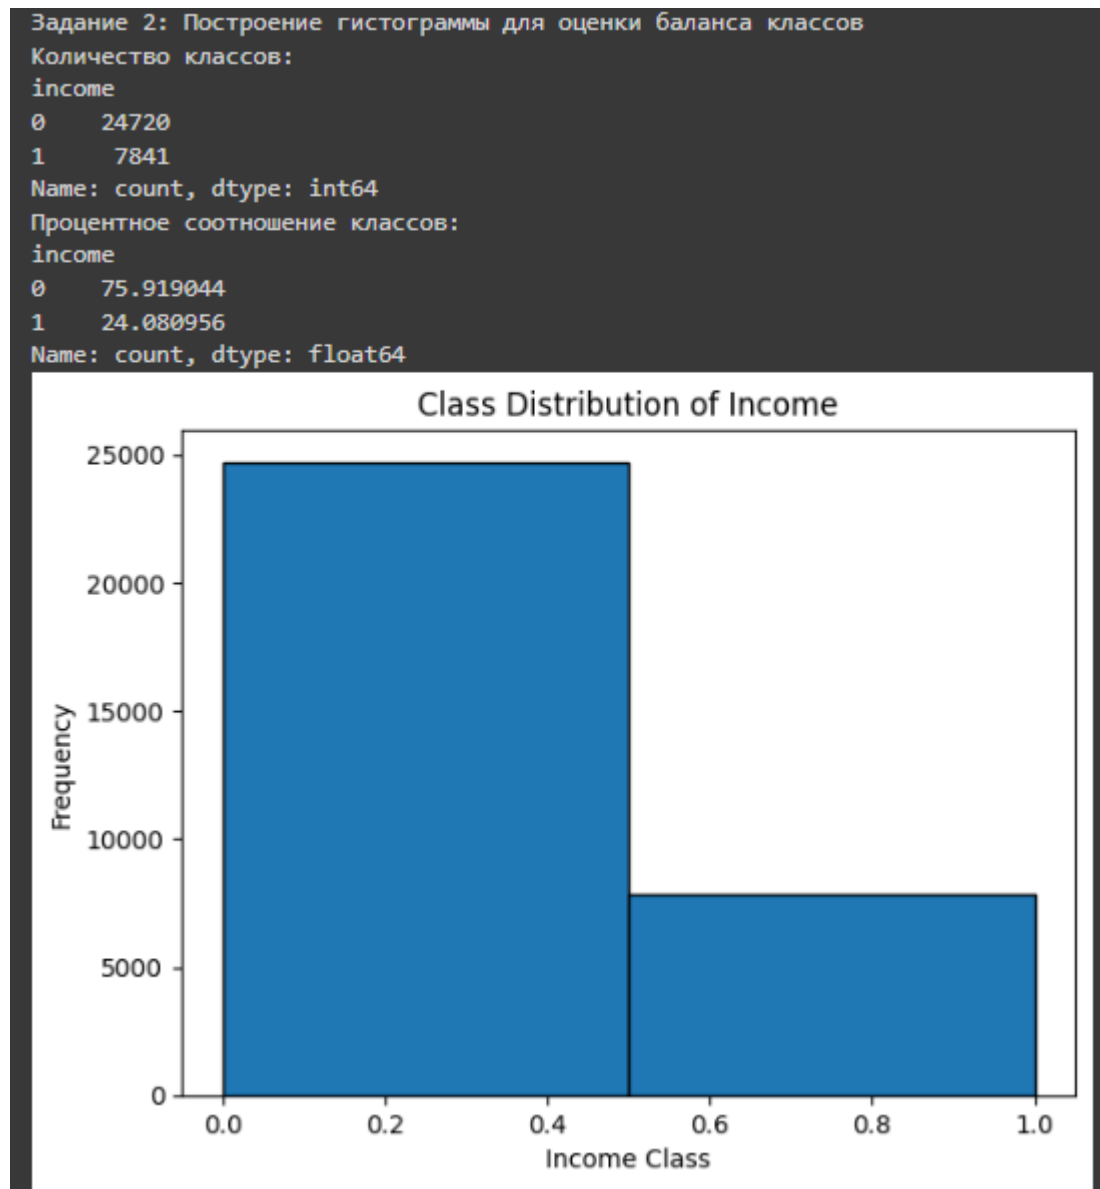 Задание 2: Построение гистограммы для оценки баланса классов
Количество классов:
income
0    24720
1     7841
Name: count, dtype: int64
Процентное соотношение классов:
income
0    75.919044
1    24.080956
Name: count, dtype: float64
Class Distribution of Income
25000
20000
15000
10000
5000
0
Frequency
0.0 0.2 0.4 0.6 0.8 1.0
Income Class